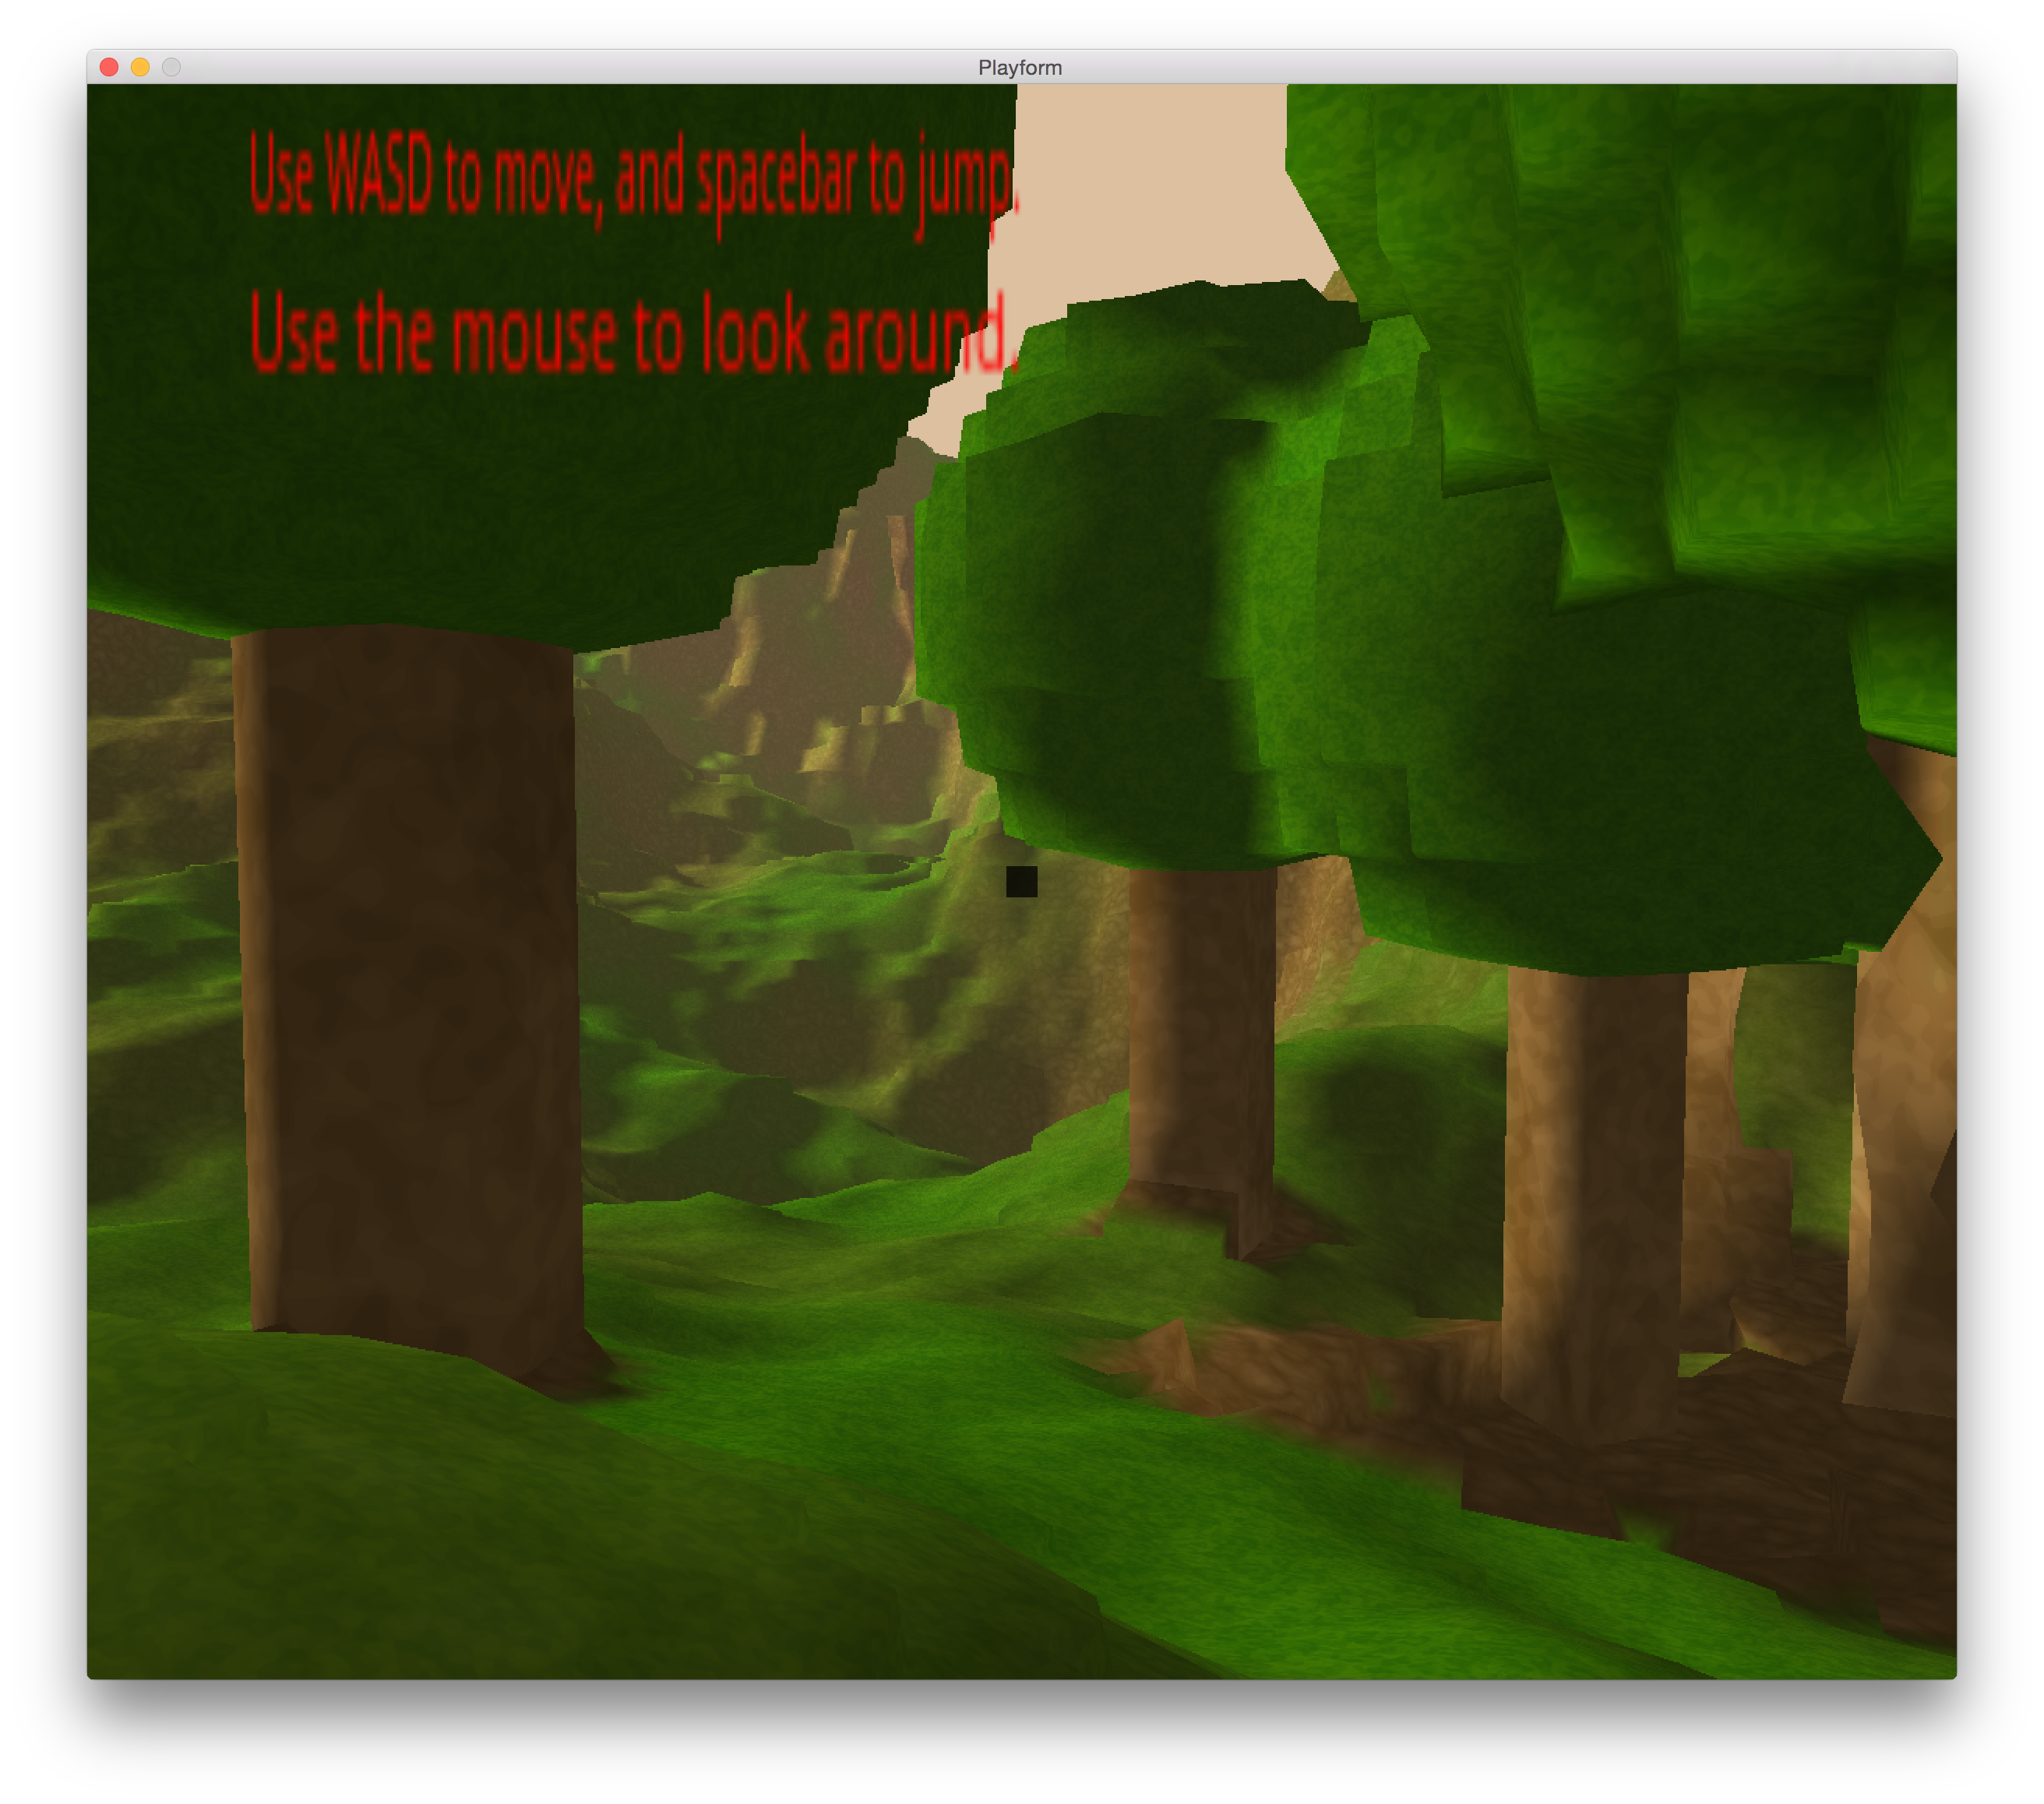 Playform
Use WASD to move, and spacebar to jump.
Use the mouse to look around.